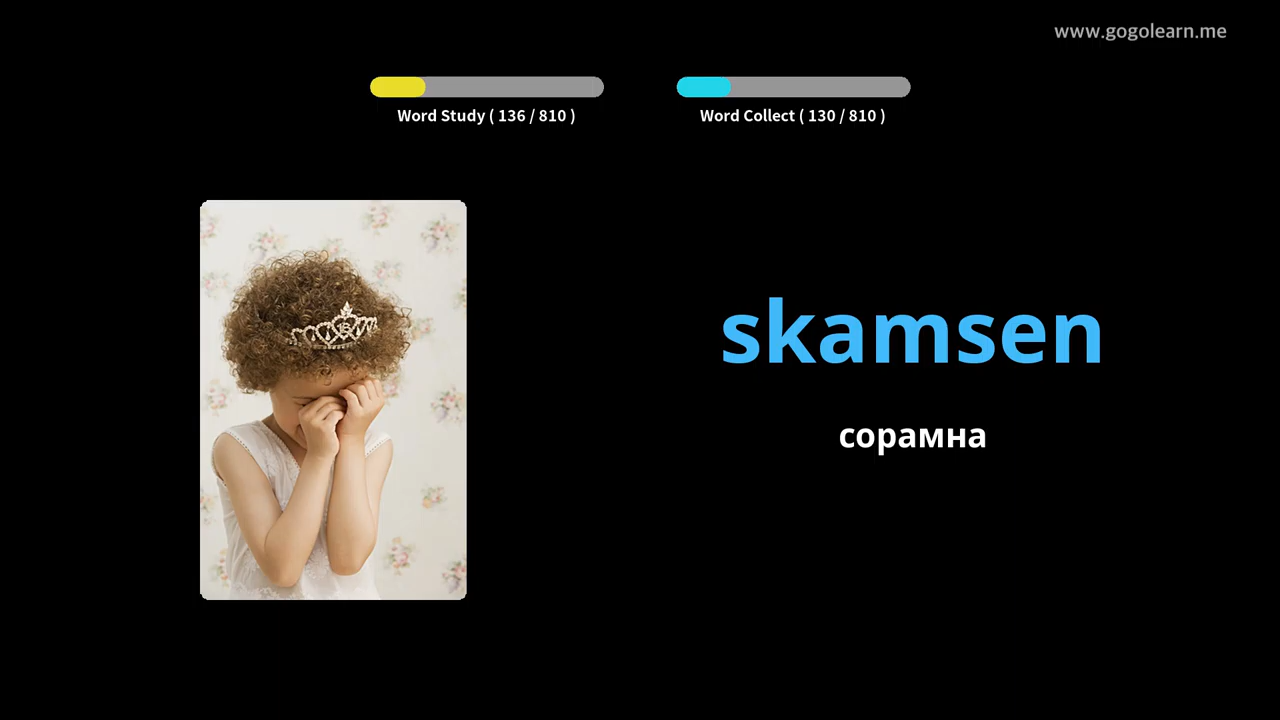 www.gogolearn.me
Word Study ( 136 / 810 )
Word Collect ( 130 / 810 )
skamsen
сорамна